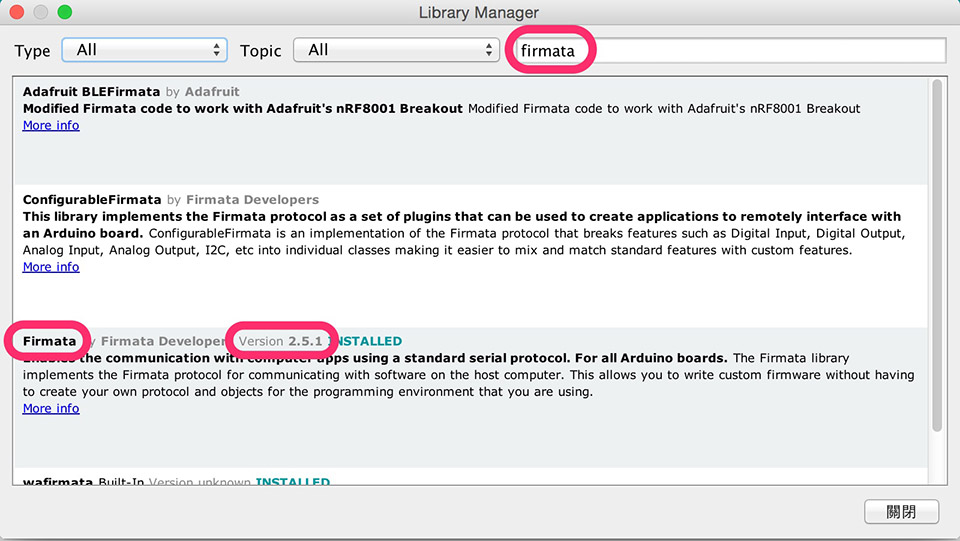 Library Manager
Type All Topic All firmata
Adafruit BLEFirmata by Adafruit
Modified Firmata code to work with Adafruit's nRF8001 Breakout Modified Firmata code to work with Adafruit's nRF8001 Breakout
More info
ConfigurableFirmata by Firmata Developers
This library implements the Firmata protocol as a set of plugins that can be used to create applications to remotely interface with
an Arduino board. ConfigurableFirmata is an implementation of the Firmata protocol that breaks features such as Digital Input, Digital Output,
Analog Input, Analog Output, I2C, etc into individual classes making it easier to mix and match standard features with custom features.
More info
Firmata by Firmata Developers Version 2.5.1 INSTALLED
Enables the communication with computer apps using a standard serial protocol. For all Arduino boards. The Firmata library
implements the Firmata protocol for communicating with software on the host computer. This allows you to write custom firmware without having
to create your own protocol and objects for the programming environment that you are using.
More info
wafirmata Built-In Version unknown INSTALLED
關閉